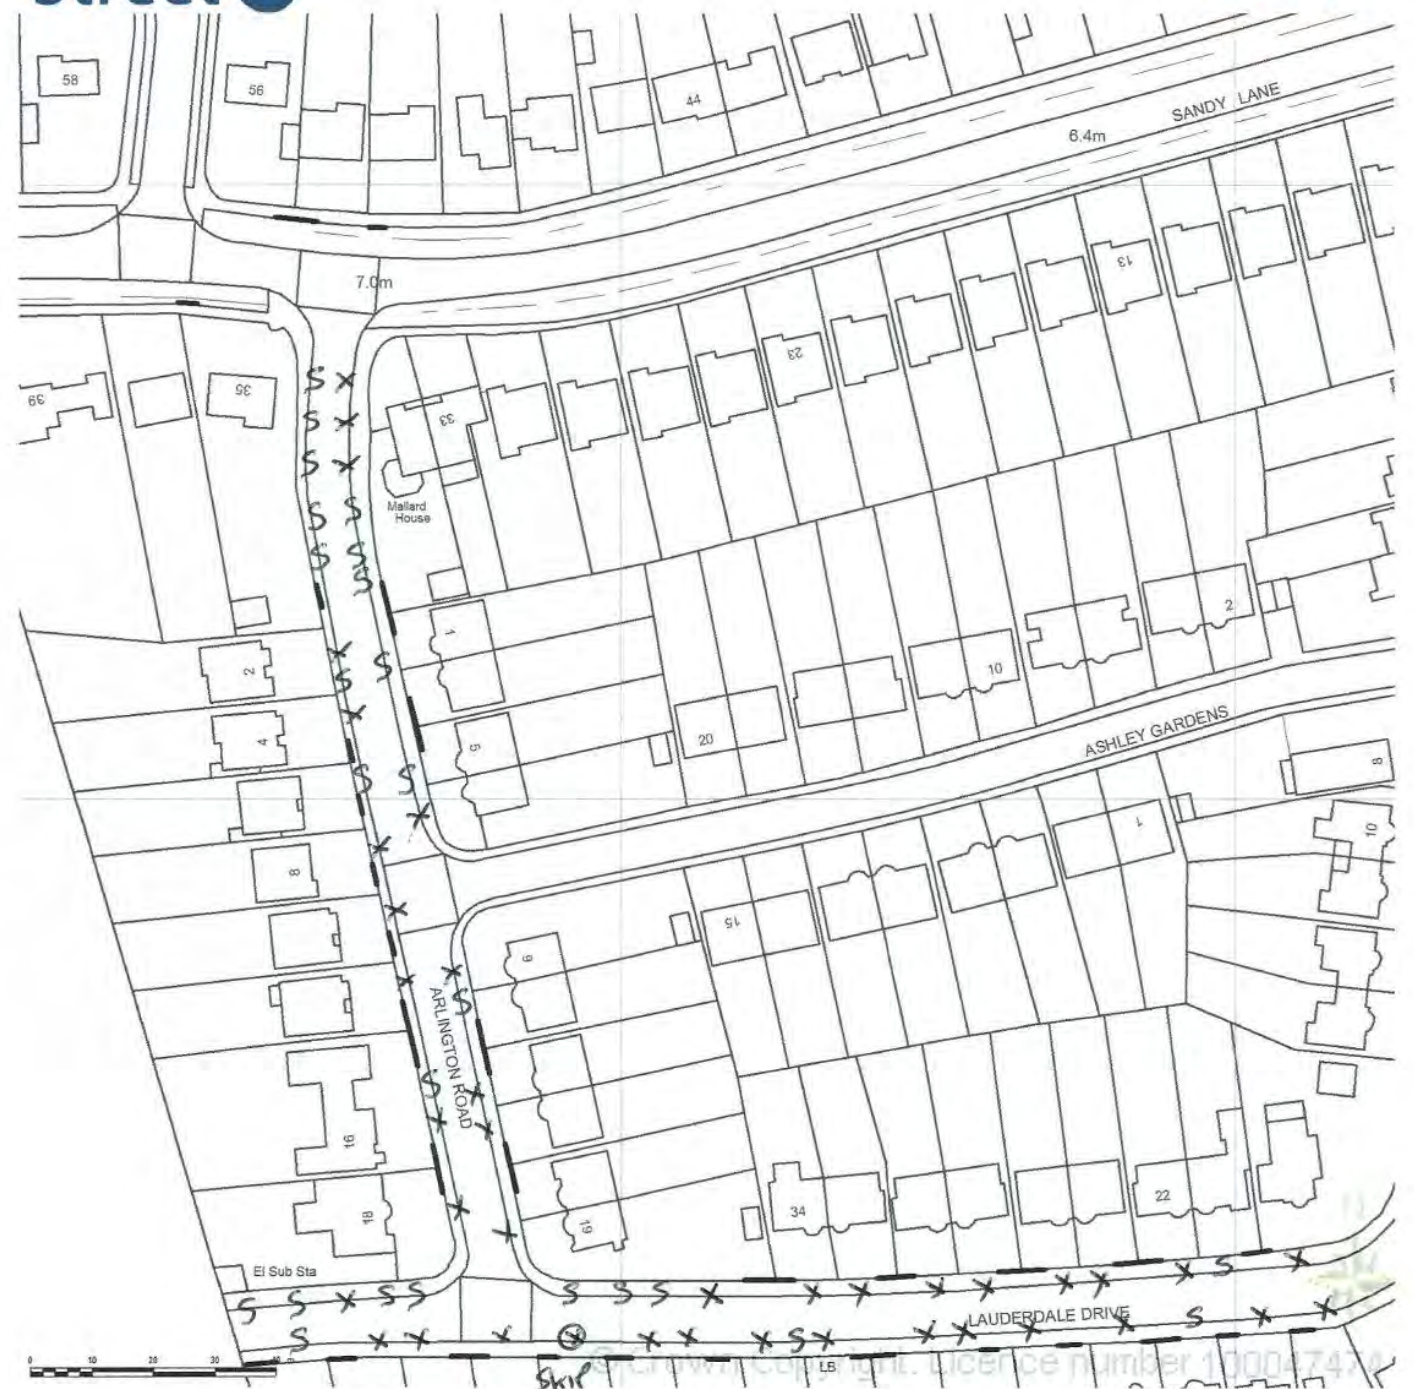 58
56
44
SANDY LANE
6.4m
7.0m
13
23
39
35
33
S X
S X
S X
S S
S S
S
Mallard
House
1
2
2
X
S S
X
4
5
10
20
ASHLEY GARDENS
S S
X
8
1
X
10
8
X
15
9
X
X
S
ARLINGTON ROAD
S X
X X
16
34
22
18
19
X
X
El Sub Sta
S S X S S
S S S X X X X X X X X S X
LAUDERDALE DRIVE
S X X X X X X X S X X X X X S X X
0 10 20 30
SKIP
LB
© Crown Copyright. Licence number 100047474